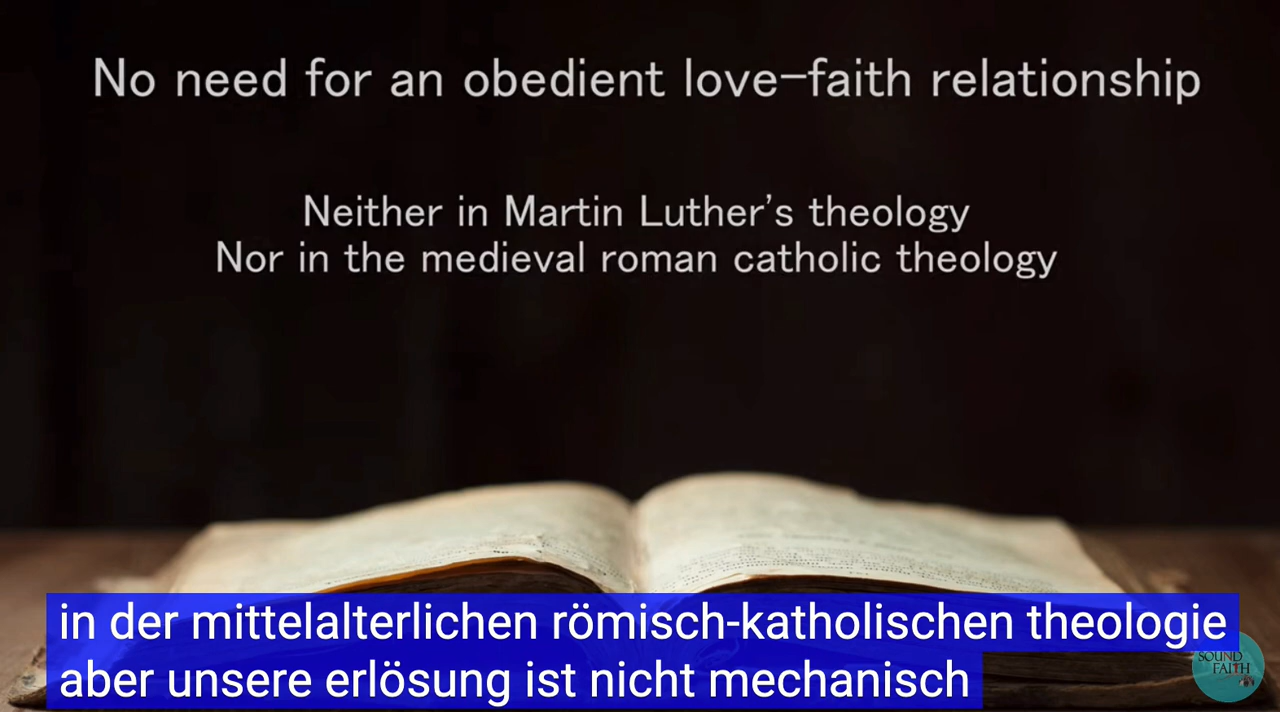 No need for an obedient love-faith relationship
Neither in Martin Luther's theology
Nor in the medieval roman catholic theology
in der mittelalterlichen römisch-katholischen theologie
aber unsere erlösung ist nicht mechanisch
SOUND
FAITH